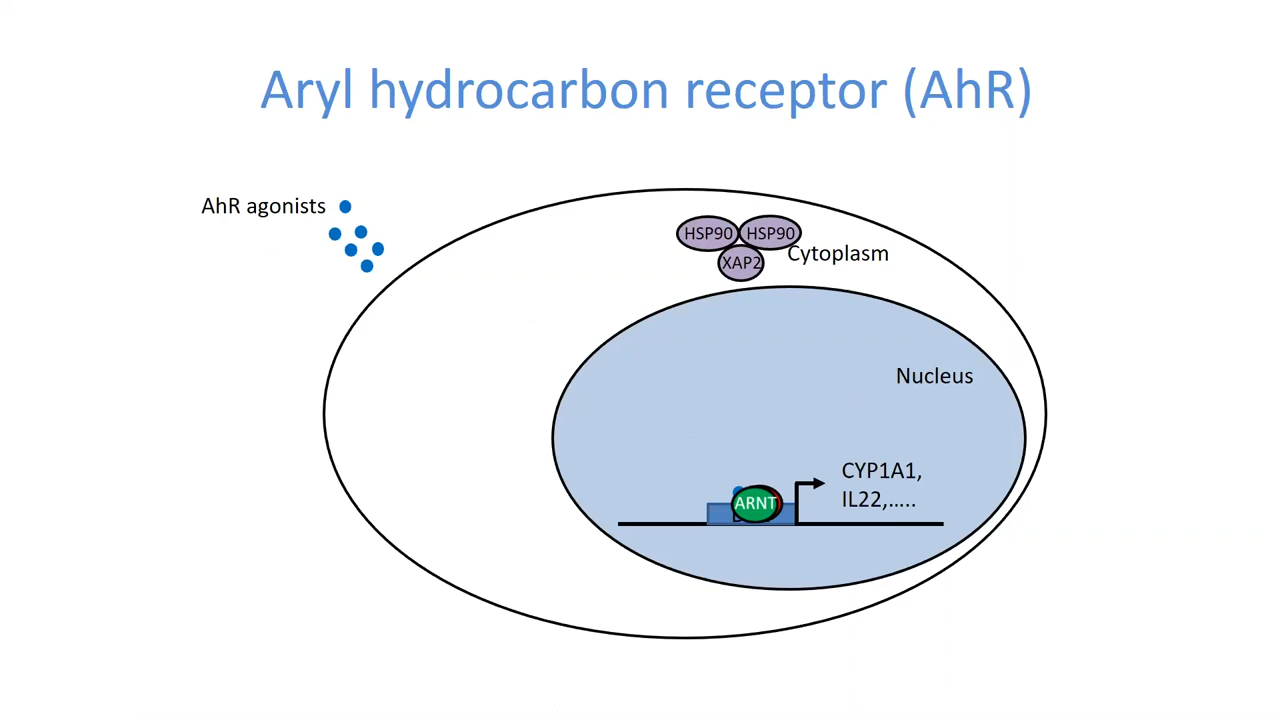 Aryl hydrocarbon receptor (AhR)
AhR agonists
HSP90 HSP90
XAP2
Cytoplasm
Nucleus
CYP1A1,
IL22,.....
ARNT